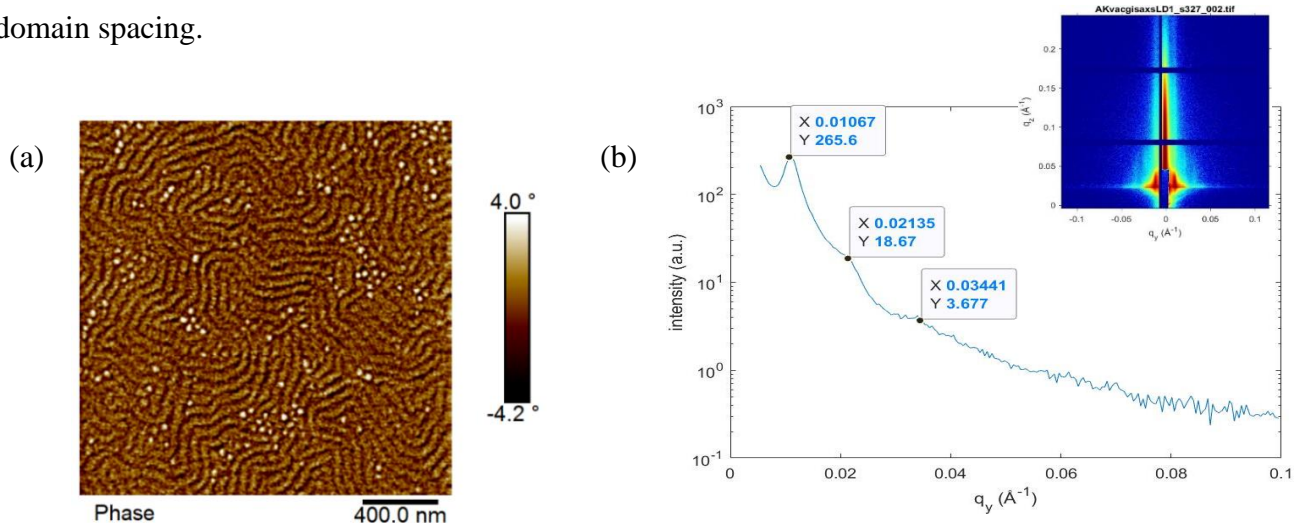 domain spacing.
(a)
4.0 °
-4.2 °
Phase
400.0 nm
(b)
AKvacgisaxsLD1_s327_002.tif
q_z (Å^-1)
0.2
0.15
0.1
0.05
0
-0.1
-0.05
0
0.05
0.1
q_y (Å^-1)
intensity (a.u.)
10^3
10^2
10^1
10^0
10^-1
X 0.01067
Y 265.6
X 0.02135
Y 18.67
X 0.03441
Y 3.677
0
0.02
0.04
0.06
0.08
0.1
q_y (Å^-1)